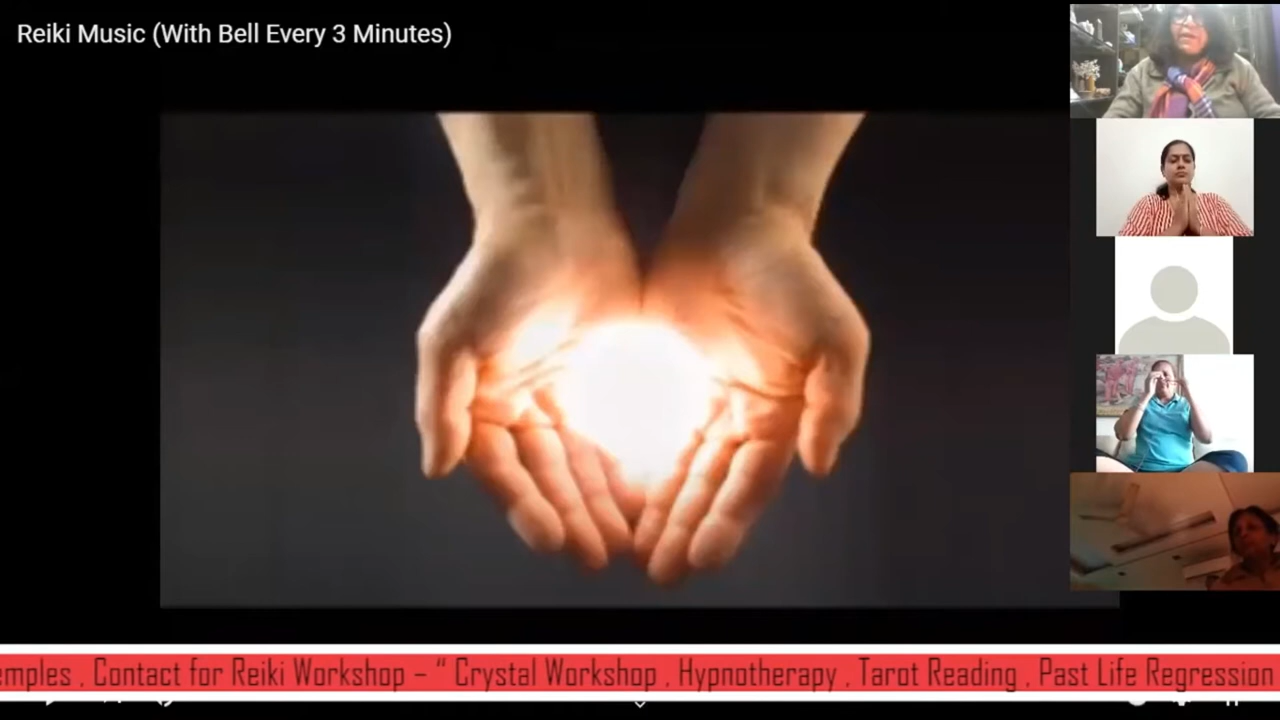 Reiki Music (With Bell Every 3 Minutes)
emples , Contact for Reiki Workshop – “ Crystal Workshop , Hypnotherapy , Tarot Reading , Past Life Regression